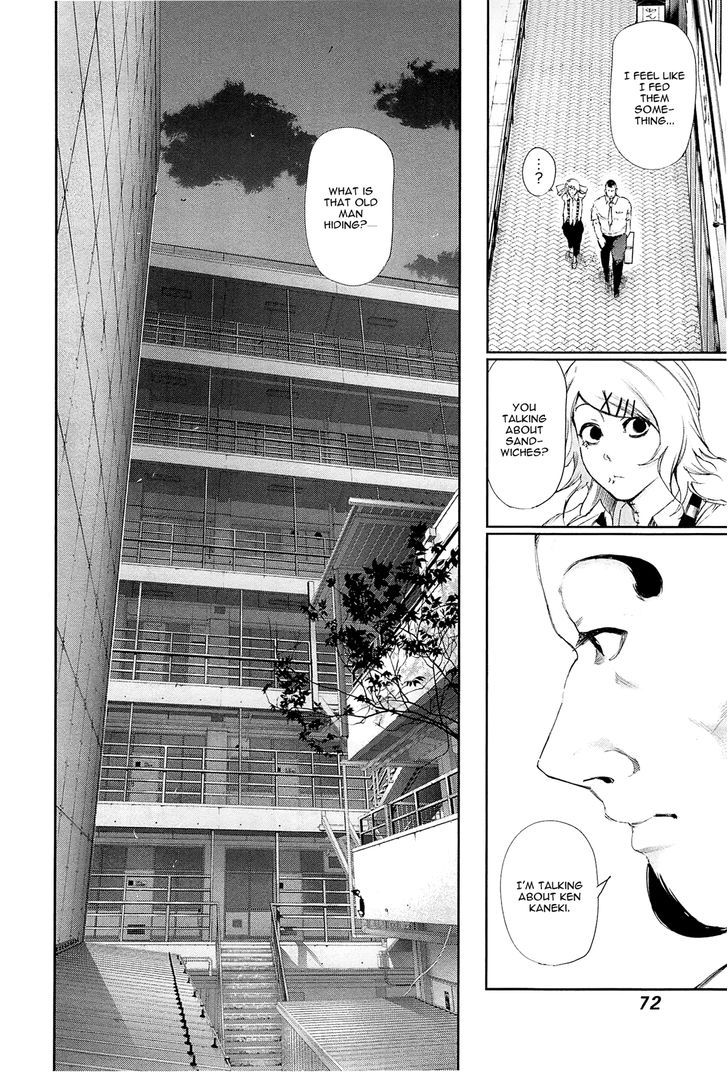 I FEEL LIKE
I FED
THEM
SOME-
THING...
...?
YOU
TALKING
ABOUT
SAND-
WICHES?
XIII
I'M TALKING
ABOUT KEN
KANEKI.
WHAT IS
THAT OLD
MAN
HIDING?—
72